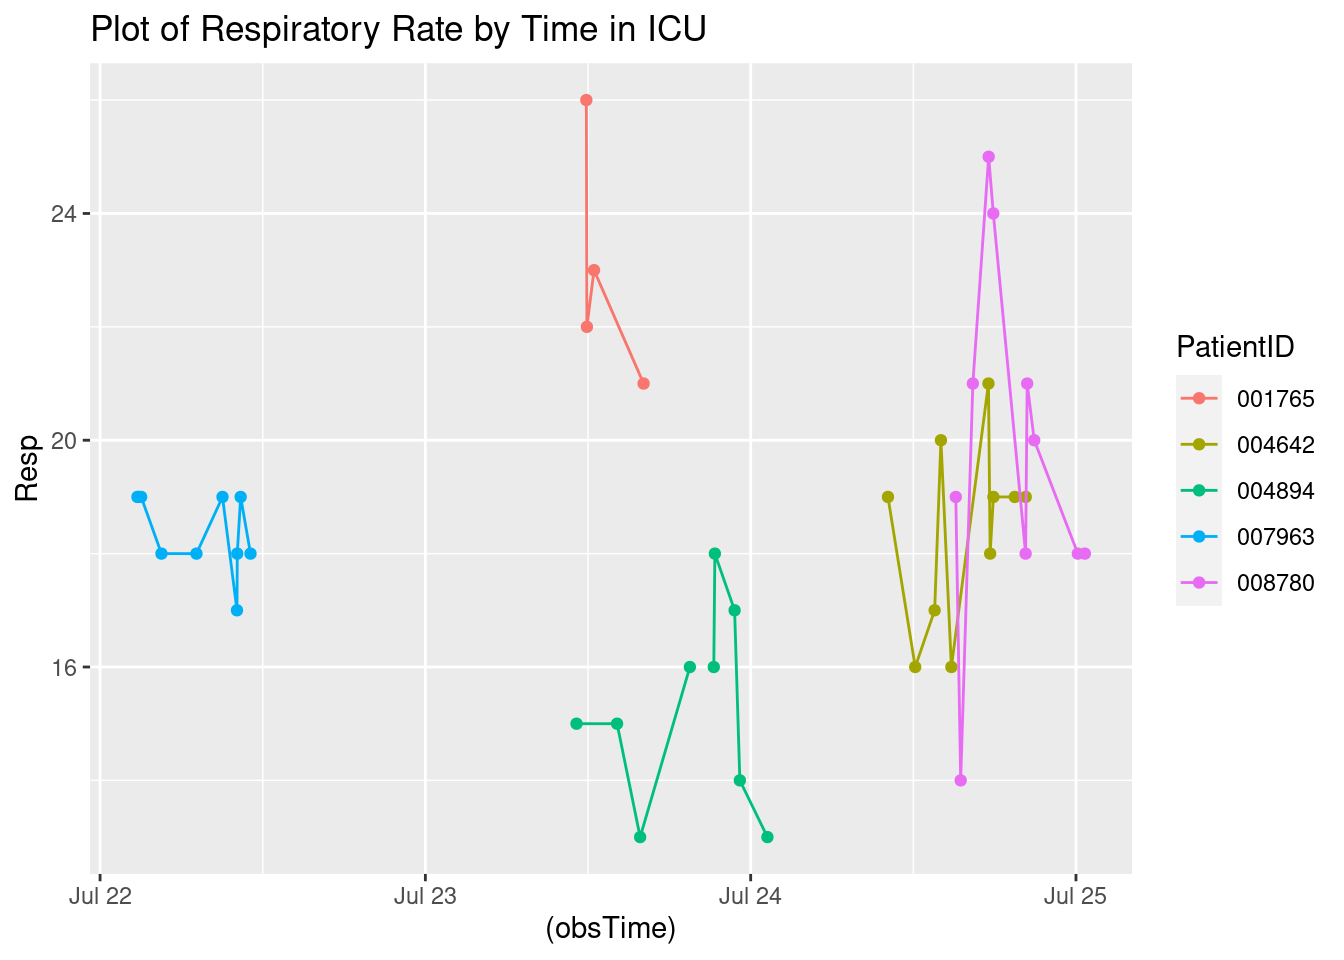 Plot of Respiratory Rate by Time in ICU
24
20
16
Resp
Jul 22
Jul 23
Jul 24
Jul 25
(obsTime)
PatientID
001765
004642
004894
007963
008780